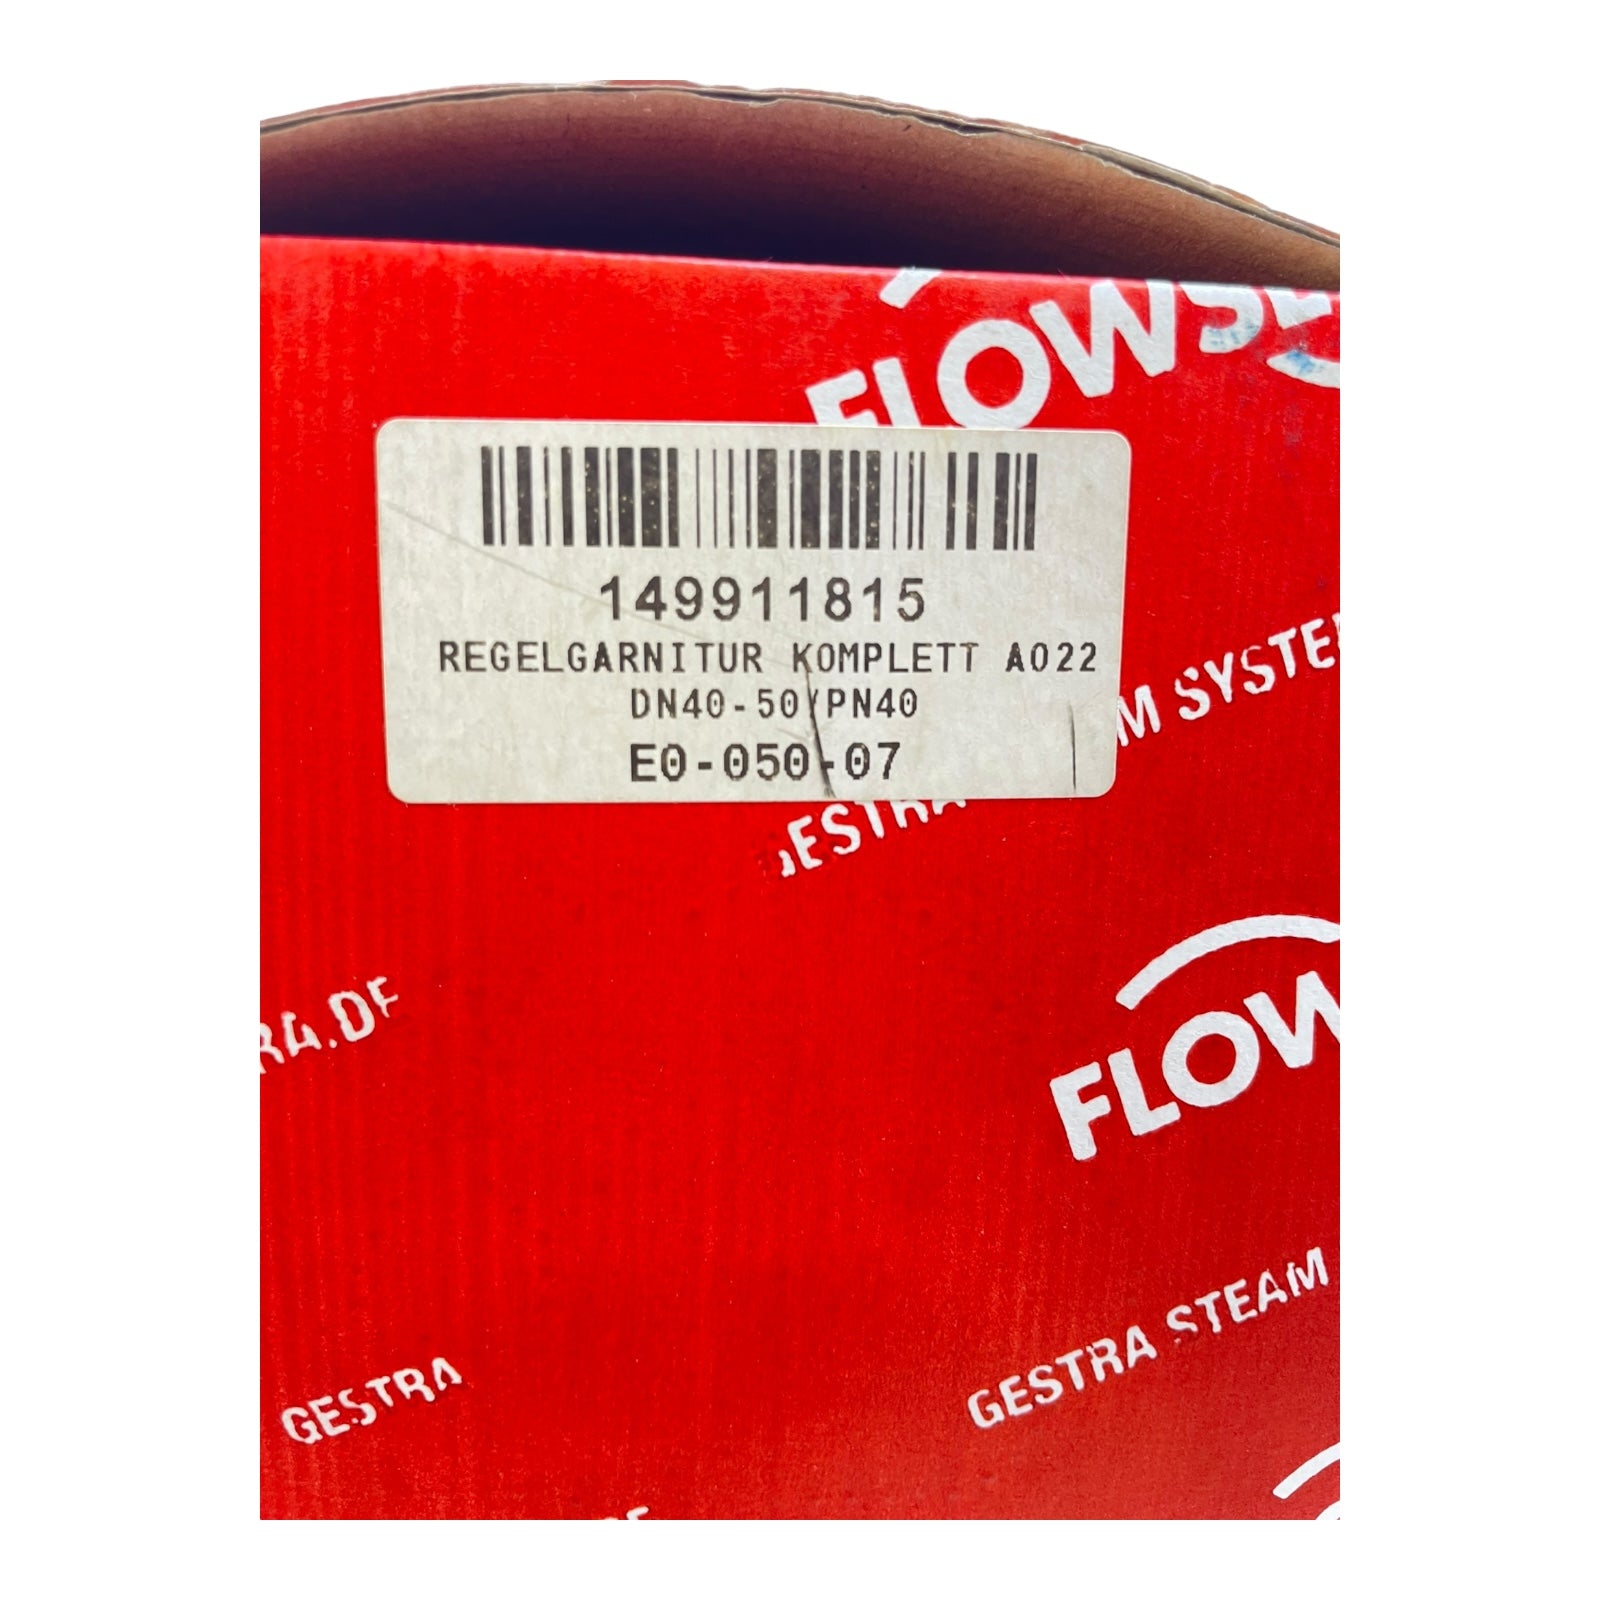 FLOWSE
149911815
REGELGARNITUR KOMPLETT A022
DN40-50/PN40
E0-050-07
M SYSTE
GESTRA
RA.DE
FLOW
GESTRA STEAM
GESTRA